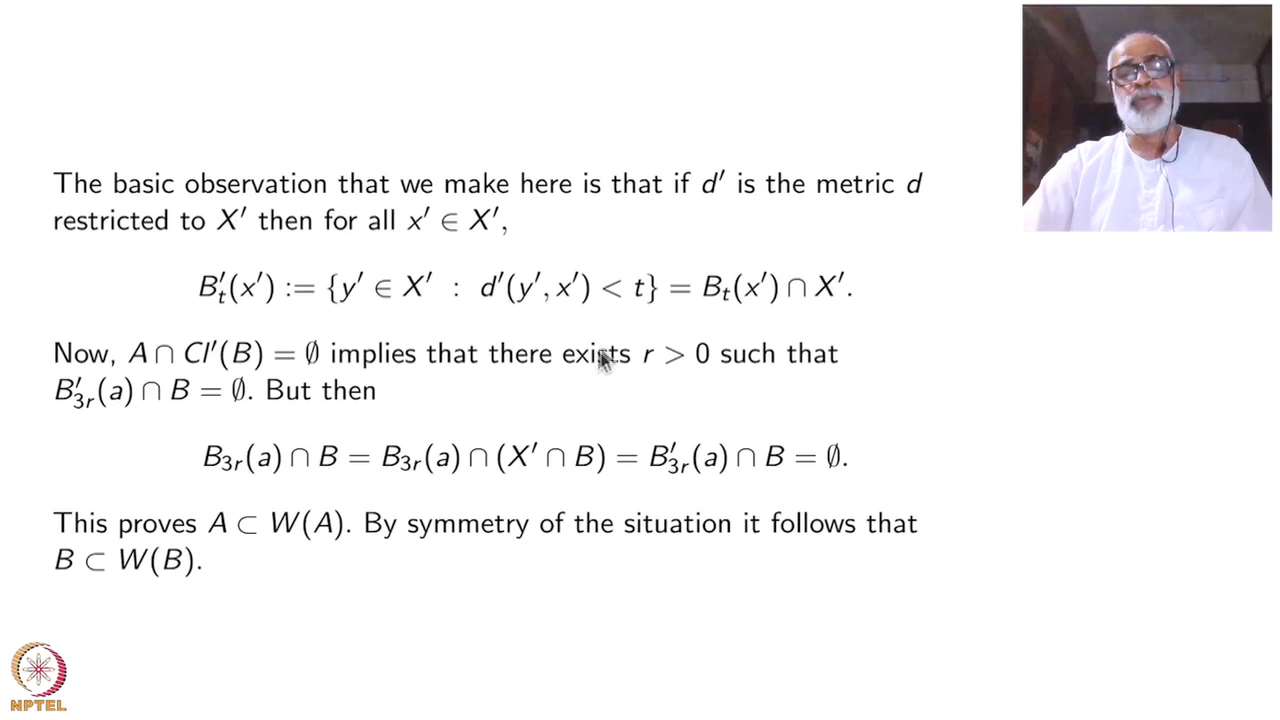 The basic observation that we make here is that if d′ is the metric d
restricted to X′ then for all x′ ∈ X′,
B′ₜ(x′) := {y′ ∈ X′ : d′(y′, x′) < t} = Bₜ(x′) ∩ X′.
Now, A ∩ Cl′(B) = ∅ implies that there exists r > 0 such that
B′₃ᵣ(a) ∩ B = ∅. But then
B₃ᵣ(a) ∩ B = B₃ᵣ(a) ∩ (X′ ∩ B) = B′₃ᵣ(a) ∩ B = ∅.
This proves A ⊂ W(A). By symmetry of the situation it follows that
B ⊂ W(B).
NPTEL